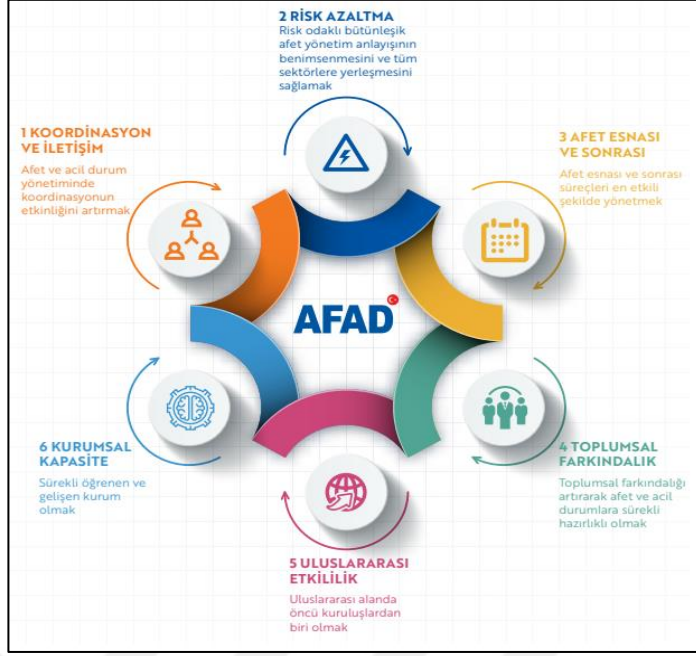 1 KOORDİNASYON
VE İLETİŞİM
Afet ve acil durum
yönetiminde
koordinasyonun
etkinliğini artırmak
2 RİSK AZALTMA
Risk odaklı bütünleşik
afet yönetim anlayışının
benimsenmesini ve tüm
sektörlere yerleşmesini
sağlamak
3 AFET ESNASI
VE SONRASI
Afet esnası ve sonrası
süreçleri en etkili
şekilde yönetmek
AFAD
4 TOPLUMSAL
FARKINDALIK
Toplumsal farkındalığı
artırarak afet ve acil
durumlara sürekli
hazırlıklı olmak
5 ULUSLARARASI
ETKİLİLİK
Uluslararası alanda
öncü kuruluşlardan
biri olmak
6 KURUMSAL
KAPASİTE
Sürekli öğrenen ve
gelişen kurum
olmak